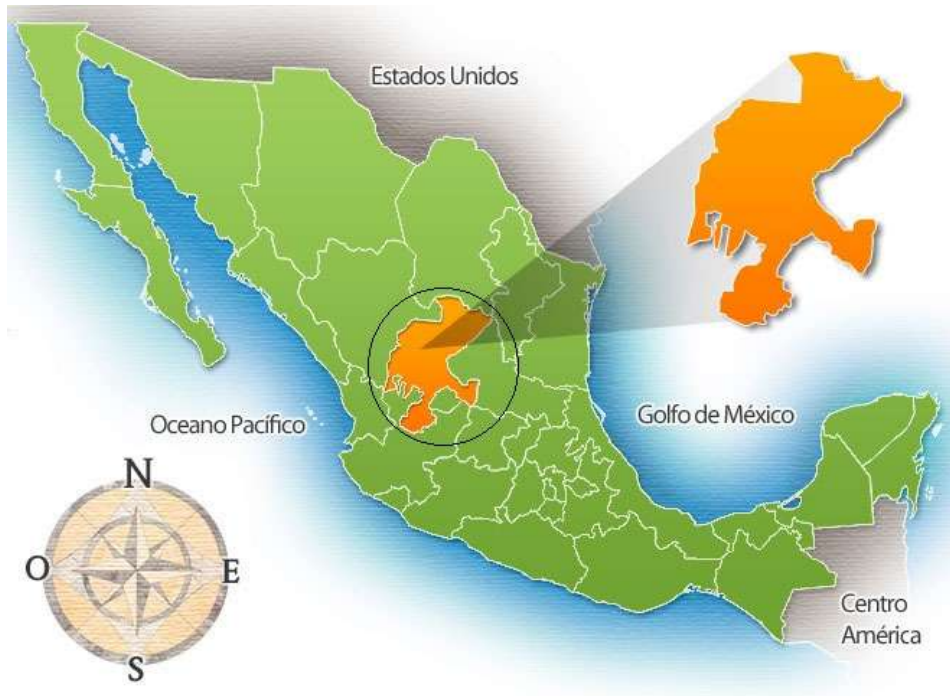 Estados Unidos
Oceano Pacífico
Golfo de México
N
O
E
S
Centro
América